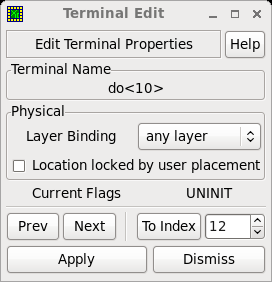 Terminal Edit
Edit Terminal Properties
Help
Terminal Name
do<10>
Physical
Layer Binding any layer
Location locked by user placement
Current Flags UNINIT
Prev Next To Index 12
Apply Dismiss